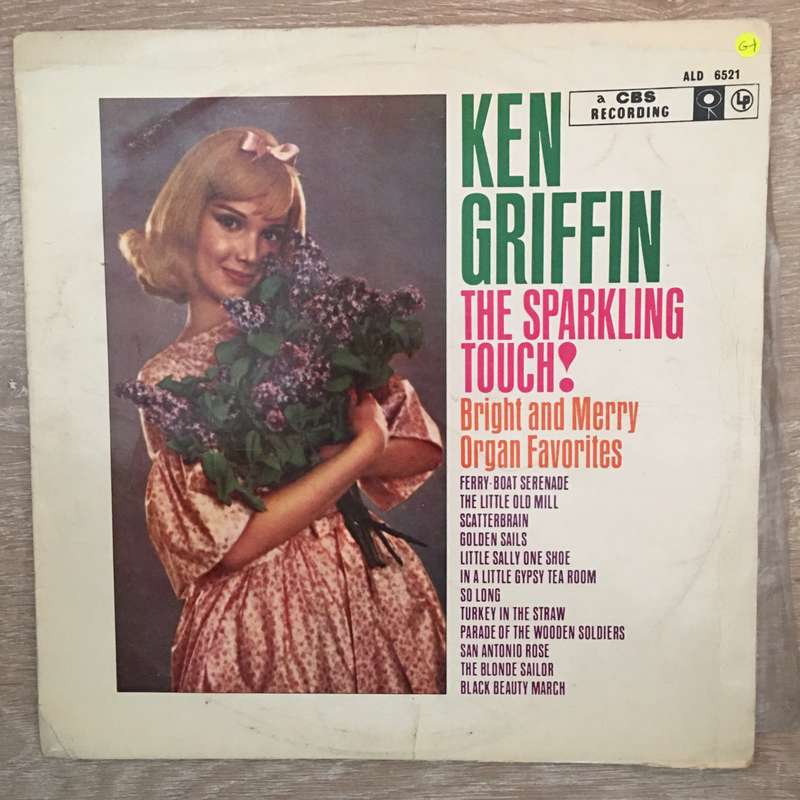 G+
ALD 6521
a CBS
RECORDING
LP
KEN
GRIFFIN
THE SPARKLING
TOUCH!
Bright and Merry
Organ Favorites
FERRY-BOAT SERENADE
THE LITTLE OLD MILL
SCATTERBRAIN
GOLDEN SAILS
LITTLE SALLY ONE SHOE
IN A LITTLE GYPSY TEA ROOM
SO LONG
TURKEY IN THE STRAW
PARADE OF THE WOODEN SOLDIERS
SAN ANTONIO ROSE
THE BLONDE SAILOR
BLACK BEAUTY MARCH